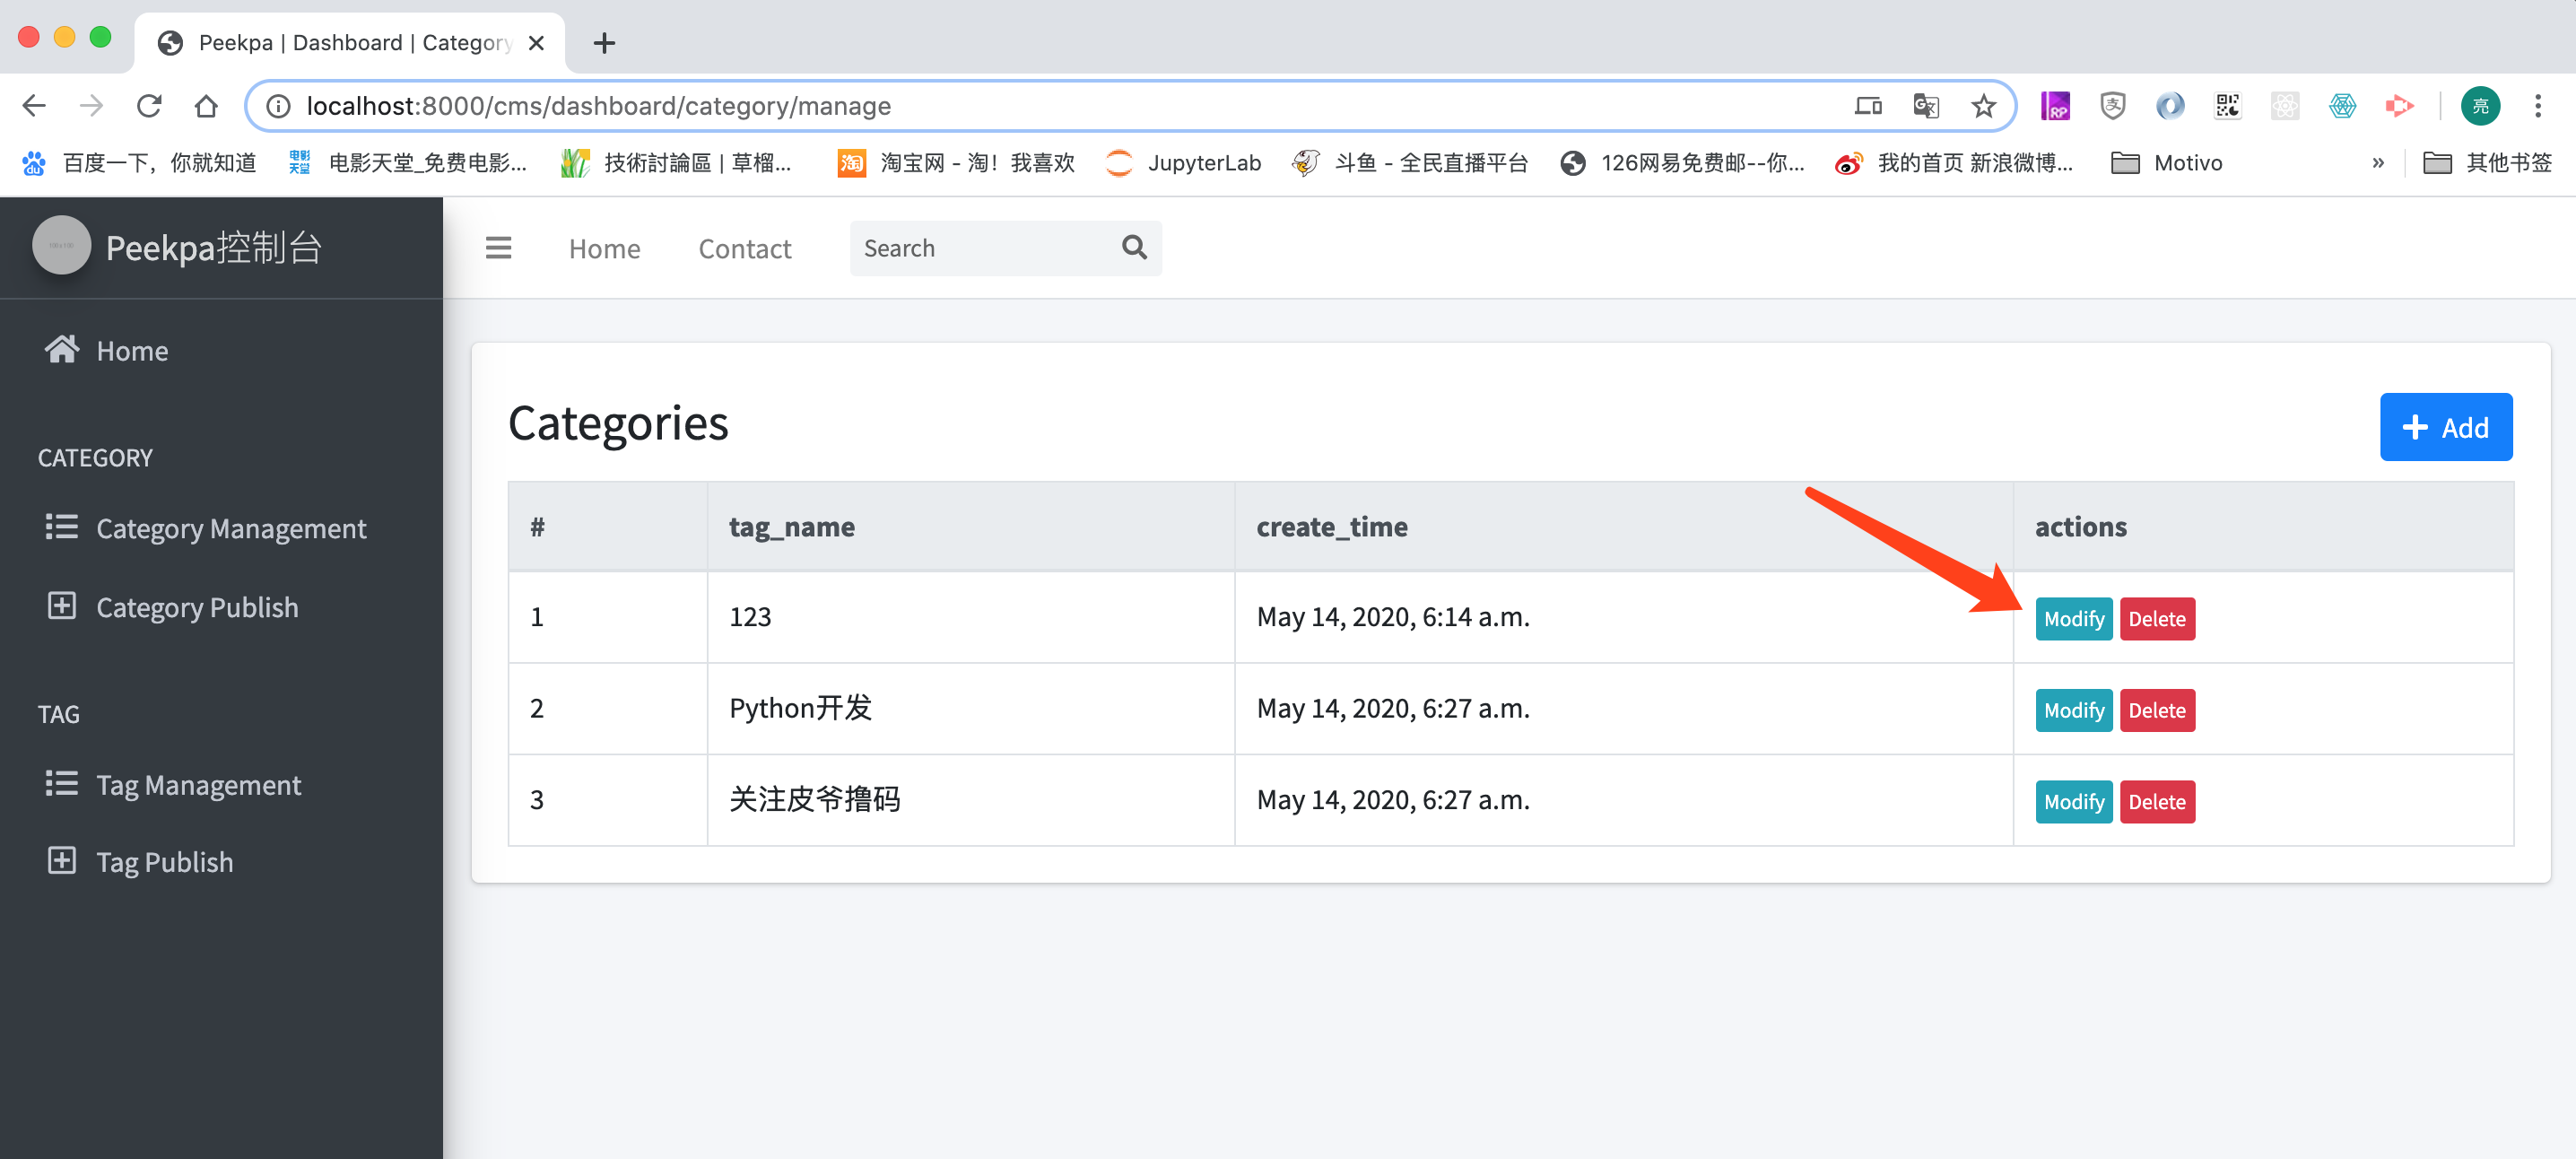 Peekpa | Dashboard | Category
localhost:8000/cms/dashboard/category/manage
亮
百度一下，你就知道
电影天堂_免费电影...
技術討論區 | 草榴...
淘宝网 - 淘！我喜欢
JupyterLab
斗鱼 - 全民直播平台
126网易免费邮--你...
我的首页 新浪微博...
Motivo
»
其他书签
Peekpa控制台
Home
Contact
Search
Home
CATEGORY
Category Management
Category Publish
TAG
Tag Management
Tag Publish
Categories
Add
# tag_name create_time actions
1 123 May 14, 2020, 6:14 a.m. Modify Delete
2 Python开发 May 14, 2020, 6:27 a.m. Modify Delete
3 关注皮爷撸码 May 14, 2020, 6:27 a.m. Modify Delete